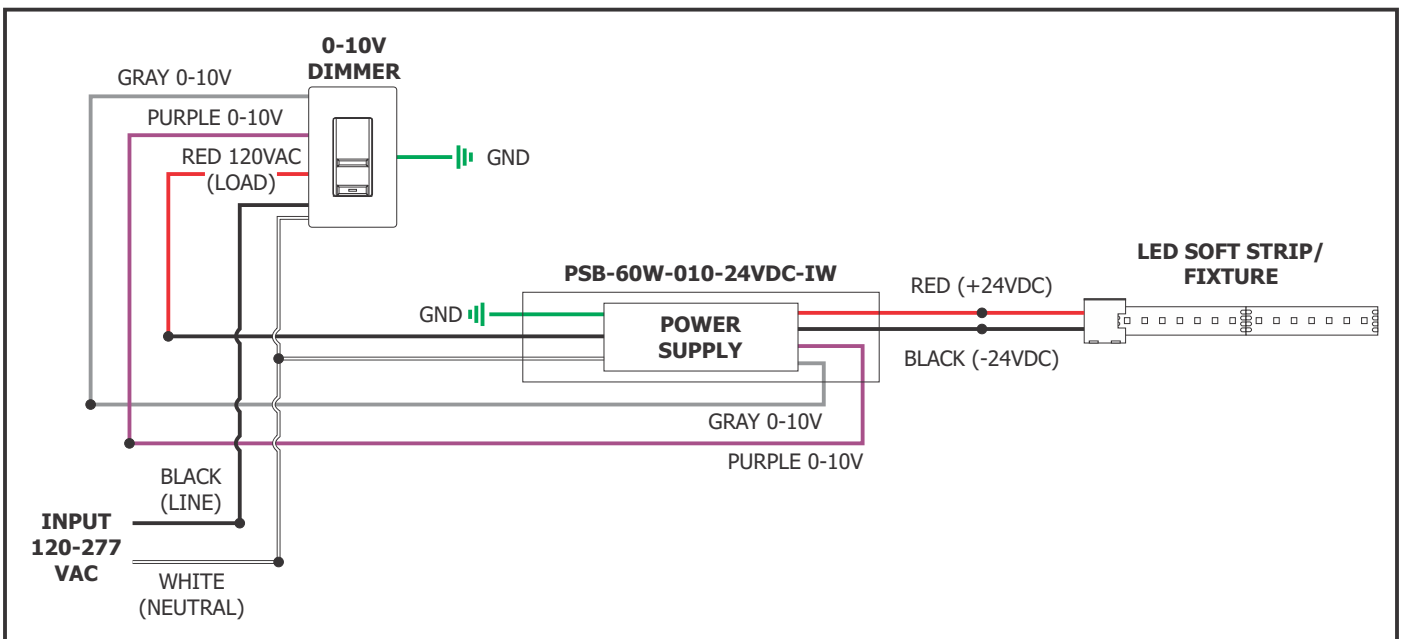 0-10V
DIMMER
GRAY 0-10V
PURPLE 0-10V
RED 120VAC
(LOAD)
GND
LED SOFT STRIP/
FIXTURE
PSB-60W-010-24VDC-IW
RED (+24VDC)
GND
POWER
SUPPLY
BLACK (-24VDC)
GRAY 0-10V
PURPLE 0-10V
BLACK
(LINE)
INPUT
120-277
VAC
WHITE
(NEUTRAL)